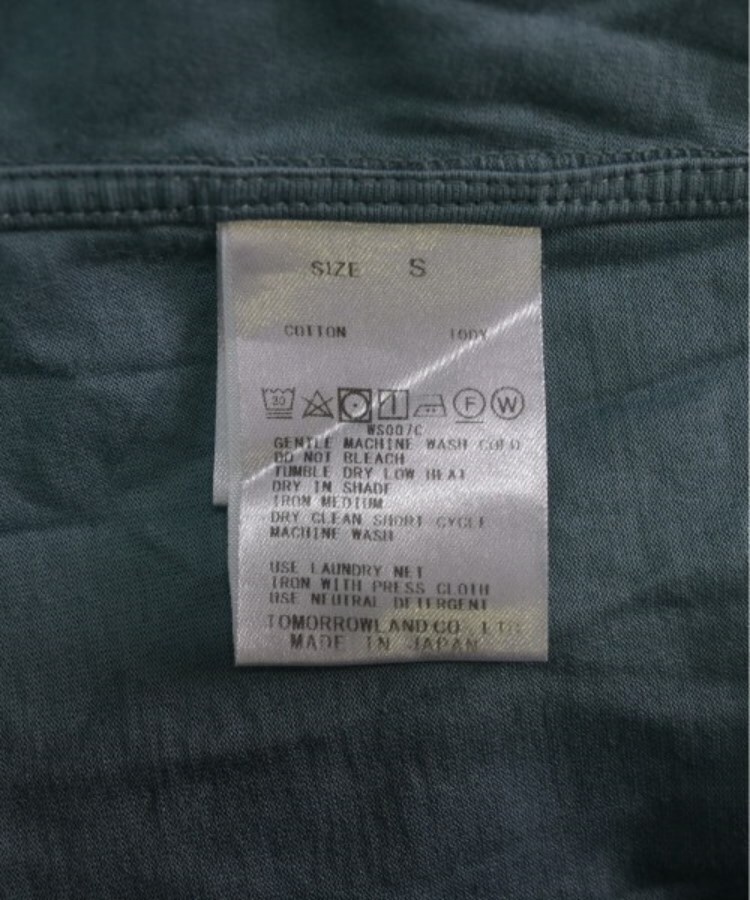 SIZE S
COTTON
30 F W
WS007C
GENTLE MACHINE WASH COLD
DO NOT BLEACH
TUMBLE DRY LOW HEAT
DRY IN SHADE
IRON MEDIUM
DRY CLEAN SHORT CYCLE
MACHINE WASH
USE LAUNDRY NET
IRON WITH PRESS CLOTH
USE NEUTRAL DETERGENT
TOMORROWLAND CO., LTD.
MADE IN JAPAN